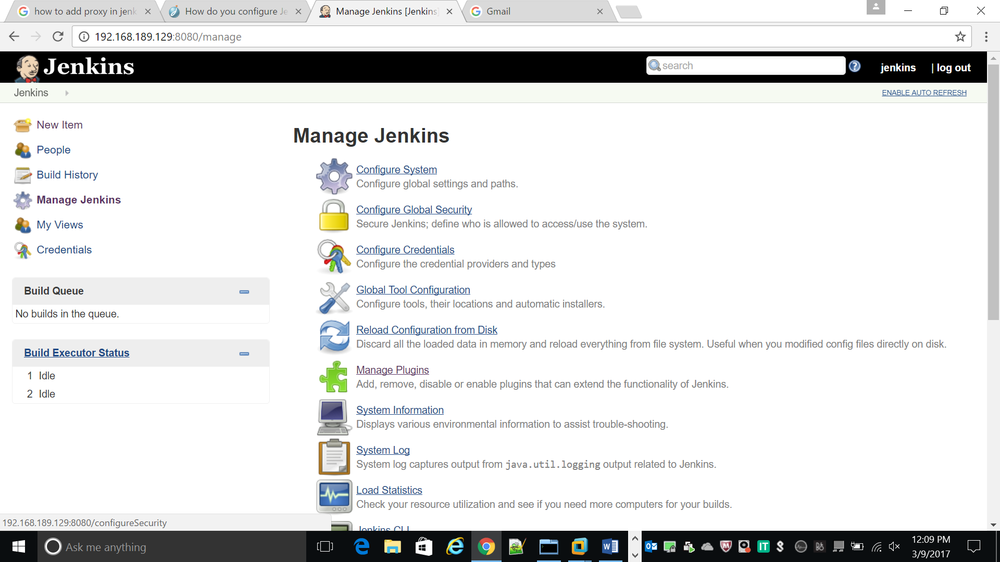 how to add proxy in jenk
How do you configure Je
Manage Jenkins [Jenkins]
Gmail
192.168.189.129:8080/manage
Jenkins
search
jenkins
| log out
Jenkins
ENABLE AUTO REFRESH
New Item
People
Build History
Manage Jenkins
My Views
Credentials
Build Queue
No builds in the queue.
Build Executor Status
1 Idle
2 Idle
Manage Jenkins
Configure System
Configure global settings and paths.
Configure Global Security
Secure Jenkins; define who is allowed to access/use the system.
Configure Credentials
Configure the credential providers and types
Global Tool Configuration
Configure tools, their locations and automatic installers.
Reload Configuration from Disk
Discard all the loaded data in memory and reload everything from file system. Useful when you modified config files directly on disk.
Manage Plugins
Add, remove, disable or enable plugins that can extend the functionality of Jenkins.
System Information
Displays various environmental information to assist trouble-shooting.
System Log
System log captures output from java.util.logging output related to Jenkins.
Load Statistics
Check your resource utilization and see if you need more computers for your builds.
Jenkins CLI
192.168.189.129:8080/configureSecurity
Ask me anything
12:09 PM
3/9/2017